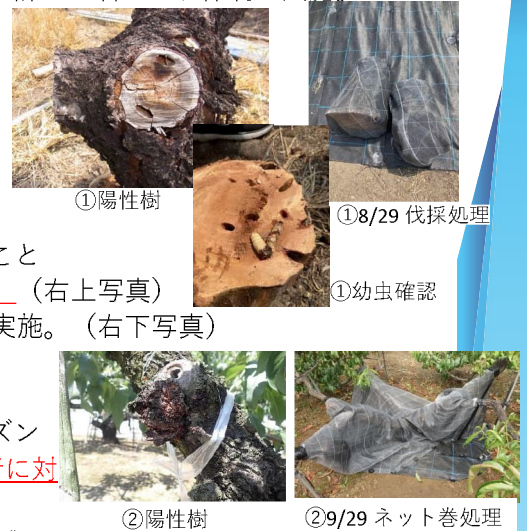 ①陽性樹
①8/29 伐採処理
こと
（右上写真）
①幼虫確認
実施。（右下写真）
ズン
に対
②陽性樹
②9/29 ネット巻処理